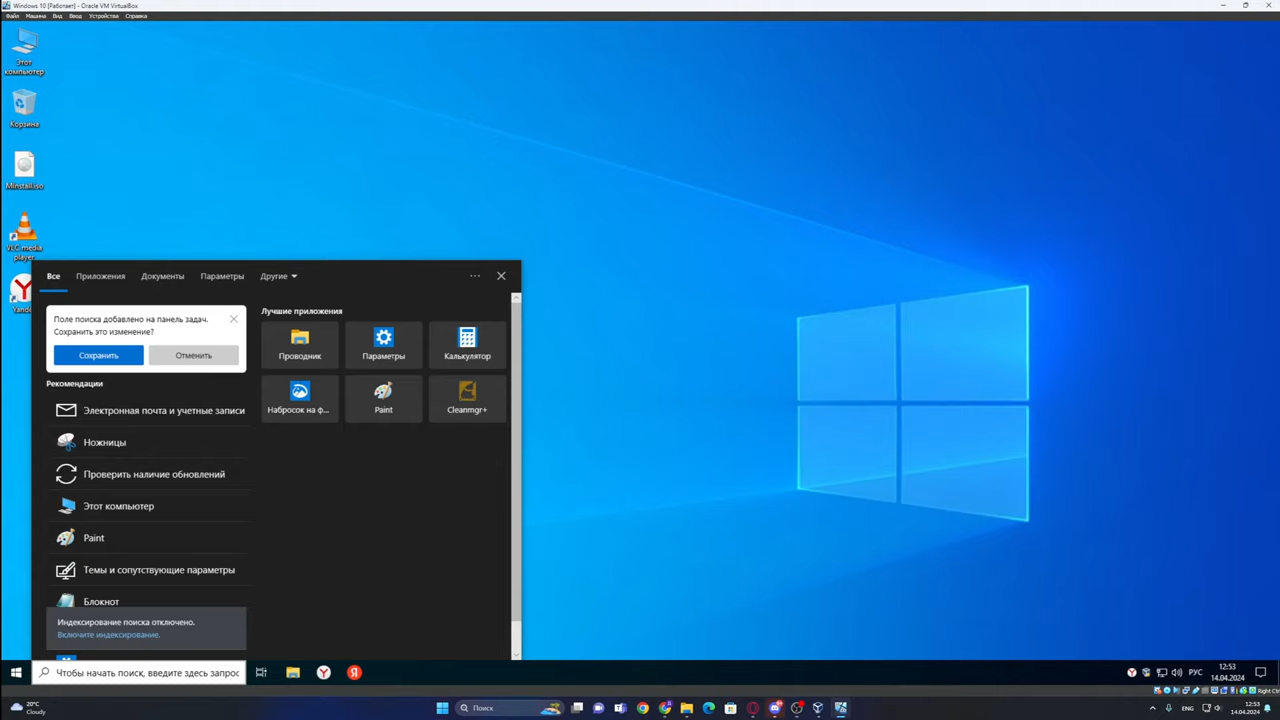 Windows 10 [Работает] - Oracle VM VirtualBox
Файл Машина Вид Ввод Устройства Справка
Этот
компьютер
Корзина
Minstall.iso
VLC media
player
Yande
Все Приложения Документы Параметры Другие
Поле поиска добавлено на панель задач.
Сохранить это изменение?
Сохранить Отменить
Рекомендации
Электронная почта и учетные записи
Ножницы
Проверить наличие обновлений
Этот компьютер
Paint
Темы и сопутствующие параметры
Блокнот
Индексирование поиска отключено.
Включите индексирование.
Лучшие приложения
Проводник Параметры Калькулятор
Набросок на ф... Paint Cleanmgr+
Чтобы начать поиск, введите здесь запрос
РУС
12:53
14.04.2024
Right Ctrl
20°C
Cloudy
Поиск
ENG
12:53
14.04.2024